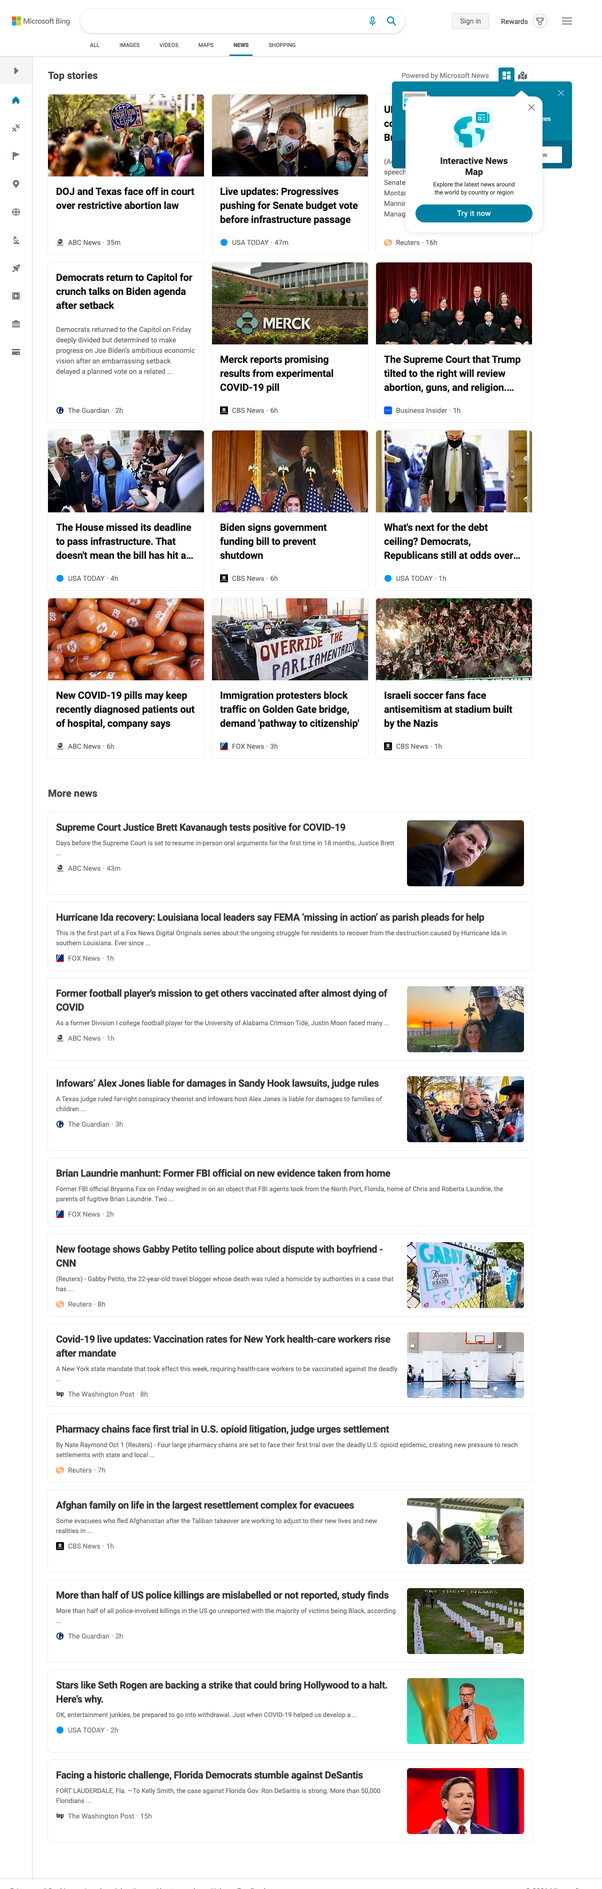 Microsoft Bing
Sign in
Rewards
ALL
IMAGES
VIDEOS
MAPS
NEWS
SHOPPING
Top stories
Powered by Microsoft News
Interactive News
Map
Explore the latest news around
the world by country or region
Try it now
DOJ and Texas face off in court
over restrictive abortion law
ABC News · 35m
Live updates: Progressives
pushing for Senate budget vote
before infrastructure passage
USA TODAY · 47m
speech
Senate
Montan
Mannin
Manag
Reuters · 16h
Democrats return to Capitol for
crunch talks on Biden agenda
after setback
Democrats returned to the Capitol on Friday
deeply divided but determined to make
progress on Joe Biden's ambitious economic
vision after an embarrassing setback
delayed a planned vote on a related ...
The Guardian · 2h
MERCK
Merck reports promising
results from experimental
COVID-19 pill
CBS News · 6h
The Supreme Court that Trump
tilted to the right will review
abortion, guns, and religion....
Business Insider · 1h
The House missed its deadline
to pass infrastructure. That
doesn't mean the bill has hit a...
USA TODAY · 4h
Biden signs government
funding bill to prevent
shutdown
CBS News · 6h
What's next for the debt
ceiling? Democrats,
Republicans still at odds over...
USA TODAY · 1h
New COVID-19 pills may keep
recently diagnosed patients out
of hospital, company says
ABC News · 6h
OVERRIDE THE
PARLIAMENTARIAN
Immigration protesters block
traffic on Golden Gate bridge,
demand 'pathway to citizenship'
FOX News · 3h
Israeli soccer fans face
antisemitism at stadium built
by the Nazis
CBS News · 1h
More news
Supreme Court Justice Brett Kavanaugh tests positive for COVID-19
Days before the Supreme Court is set to resume in-person oral arguments for the first time in 18 months, Justice Brett
...
ABC News · 43m
Hurricane Ida recovery: Louisiana local leaders say FEMA 'missing in action' as parish pleads for help
This is the first part of a Fox News Digital Originals series about the ongoing struggle for residents to recover from the destruction caused by Hurricane Ida in
southern Louisiana. Ever since ...
FOX News · 1h
Former football player's mission to get others vaccinated after almost dying of
COVID
As a former Division I college football player for the University of Alabama Crimson Tide, Justin Moon faced many ...
ABC News · 1h
Infowars' Alex Jones liable for damages in Sandy Hook lawsuits, judge rules
A Texas judge ruled far-right conspiracy theorist and Infowars host Alex Jones is liable for damages to families of
children ...
The Guardian · 3h
Brian Laundrie manhunt: Former FBI official on new evidence taken from home
Former FBI official Bryanna Fox on Friday weighed in on an object that FBI agents took from the North Port, Florida, home of Chris and Roberta Laundrie, the
parents of fugitive Brian Laundrie. Two ...
FOX News · 2h
New footage shows Gabby Petito telling police about dispute with boyfriend -
CNN
(Reuters) - Gabby Petito, the 22-year-old travel blogger whose death was ruled a homicide by authorities in a case that
has ...
Reuters · 8h
GABBY
Covid-19 live updates: Vaccination rates for New York health-care workers rise
after mandate
A New York state mandate that took effect this week, requiring health-care workers to be vaccinated against the deadly
...
The Washington Post · 8h
Pharmacy chains face first trial in U.S. opioid litigation, judge urges settlement
By Nate Raymond Oct 1 (Reuters) - Four large pharmacy chains are set to face their first trial over the deadly U.S. opioid epidemic, creating new pressure to reach
settlements with state and local ...
Reuters · 7h
Afghan family on life in the largest resettlement complex for evacuees
Some evacuees who fled Afghanistan after the Taliban takeover are working to adjust to their new lives and new
realities in ...
CBS News · 1h
More than half of US police killings are mislabelled or not reported, study finds
More than half of all police-involved killings in the US go unreported with the majority of victims being Black, according
...
The Guardian · 2h
SAY THEIR NAMES
Stars like Seth Rogen are backing a strike that could bring Hollywood to a halt.
Here's why.
OK, entertainment junkies, be prepared to go into withdrawal. Just when COVID-19 helped us develop a ...
USA TODAY · 2h
Facing a historic challenge, Florida Democrats stumble against DeSantis
FORT LAUDERDALE, Fla. —To Kelly Smith, the case against Florida Gov. Ron DeSantis is strong. More than 50,000
Floridians ...
The Washington Post · 15h